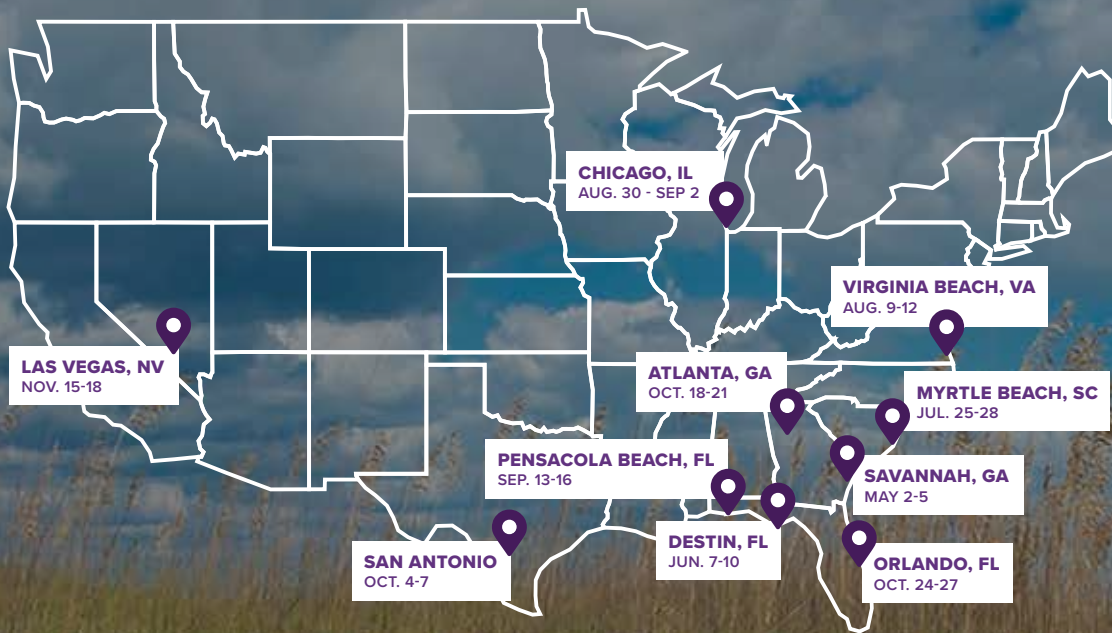 CHICAGO, IL
AUG. 30 - SEP 2
VIRGINIA BEACH, VA
AUG. 9-12
LAS VEGAS, NV
NOV. 15-18
ATLANTA, GA
OCT. 18-21
MYRTLE BEACH, SC
JUL. 25-28
PENSACOLA BEACH, FL
SEP. 13-16
SAVANNAH, GA
MAY 2-5
DESTIN, FL
JUN. 7-10
SAN ANTONIO
OCT. 4-7
ORLANDO, FL
OCT. 24-27